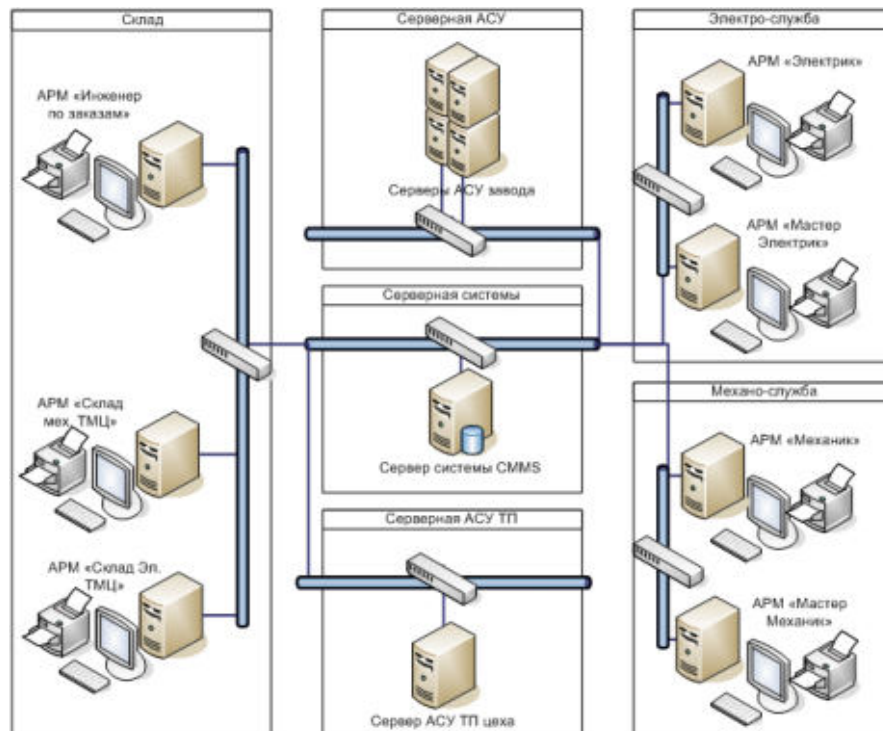 Склад
АРМ «Инженер
по заказам»
АРМ «Склад
мех. ТМЦ»
АРМ «Склад Эл.
ТМЦ»
Серверная АСУ
Серверы АСУ завода
Серверная системы
Сервер системы CMMS
Серверная АСУ ТП
Сервер АСУ ТП цеха
Электро-служба
АРМ «Электрик»
АРМ «Мастер
Электрик»
Механо-служба
АРМ «Механик»
АРМ «Мастер
Механик»